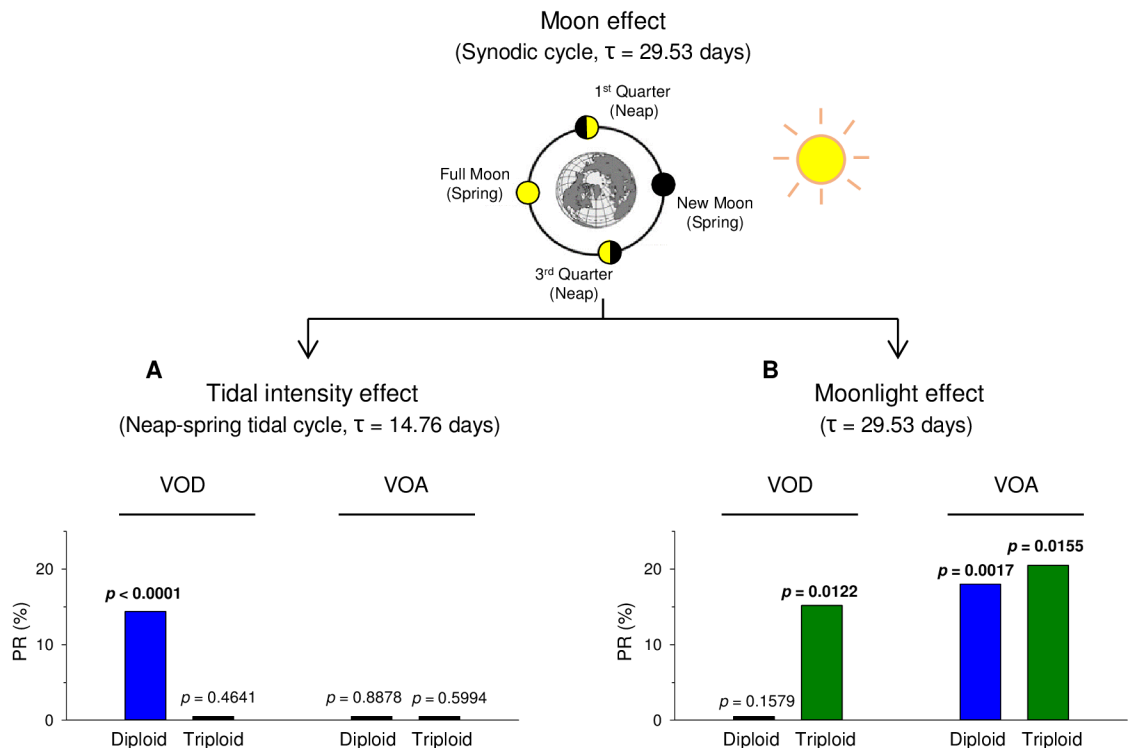 Moon effect
(Synodic cycle, τ = 29.53 days)
1st Quarter
(Neap)
Full Moon
(Spring)
New Moon
(Spring)
3rd Quarter
(Neap)
A
Tidal intensity effect
(Neap-spring tidal cycle, τ = 14.76 days)
VOD
VOA
PR (%)
20
10
0
p < 0.0001
p = 0.4641
p = 0.8878
p = 0.5994
Diploid
Triploid
Diploid
Triploid
B
Moonlight effect
(τ = 29.53 days)
VOD
VOA
PR (%)
20
10
0
p = 0.1579
p = 0.0122
p = 0.0017
p = 0.0155
Diploid
Triploid
Diploid
Triploid